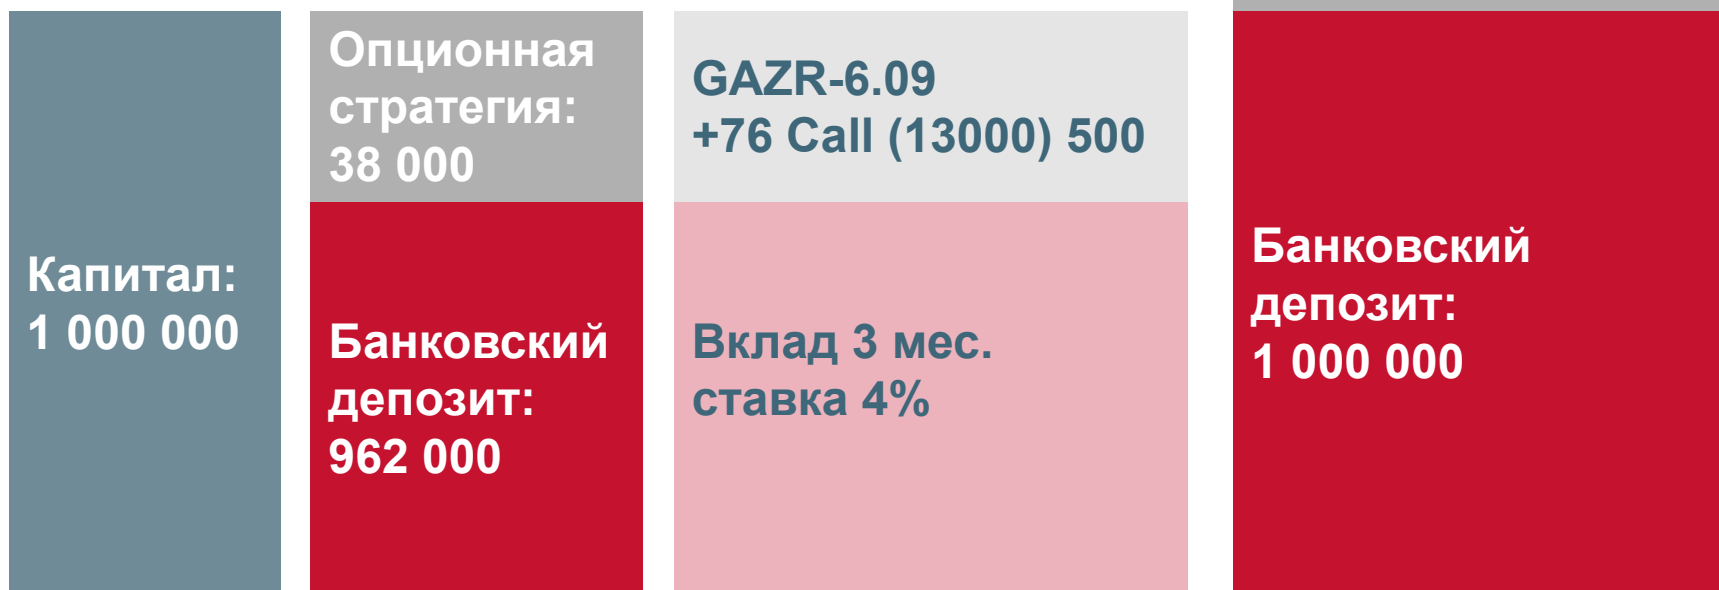 Капитал:
1 000 000
Опционная
стратегия:
38 000
Банковский
депозит:
962 000
GAZR-6.09
+76 Call (13000) 500
Вклад 3 мес.
ставка 4%
Банковский
депозит:
1 000 000